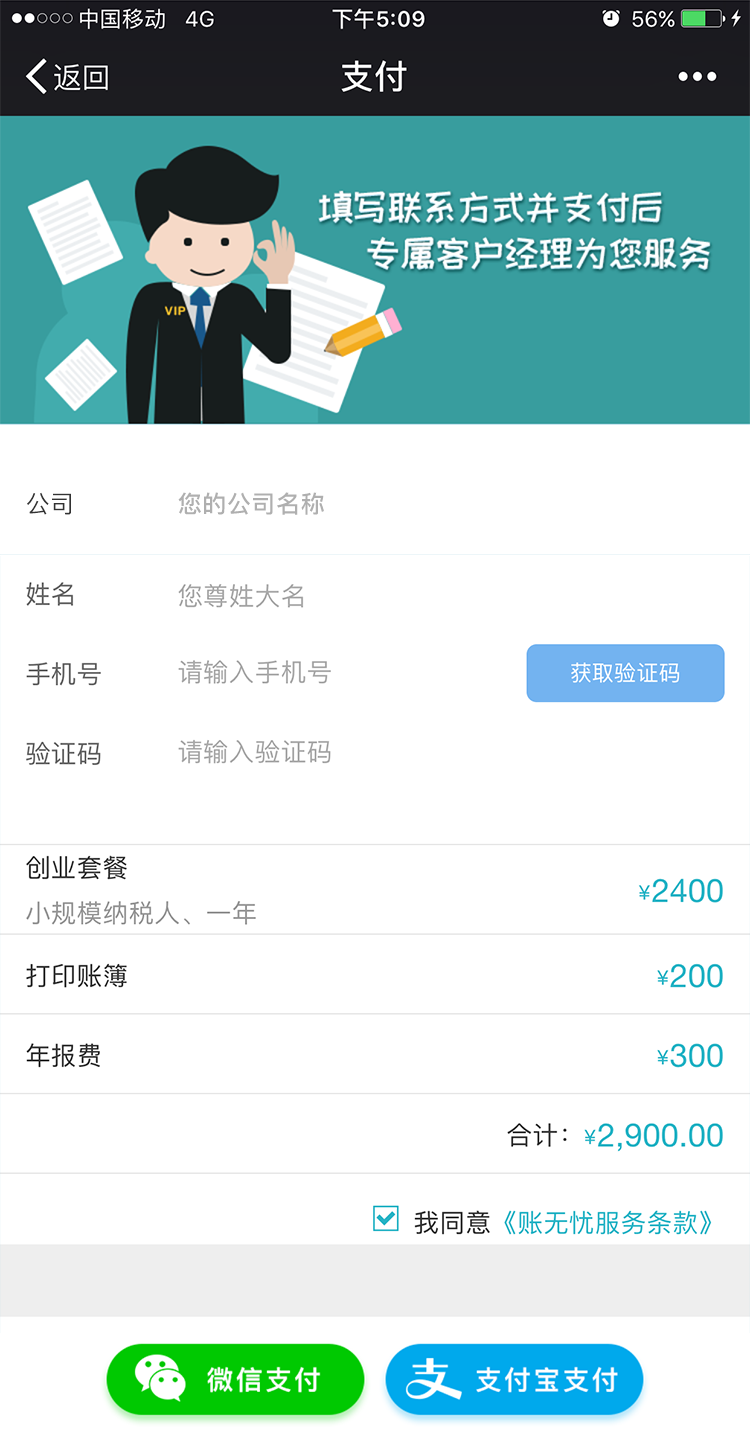 中国移动 4G 下午5:09 56%
返回 支付
填写联系方式并支付后
专属客户经理为您服务
VIP
公司 您的公司名称
姓名 您尊姓大名
手机号 请输入手机号 获取验证码
验证码 请输入验证码
创业套餐
¥2400
小规模纳税人、一年
打印账簿 ¥200
年报费 ¥300
合计：¥2,900.00
我同意《账无忧服务条款》
微信支付 支 支付宝支付